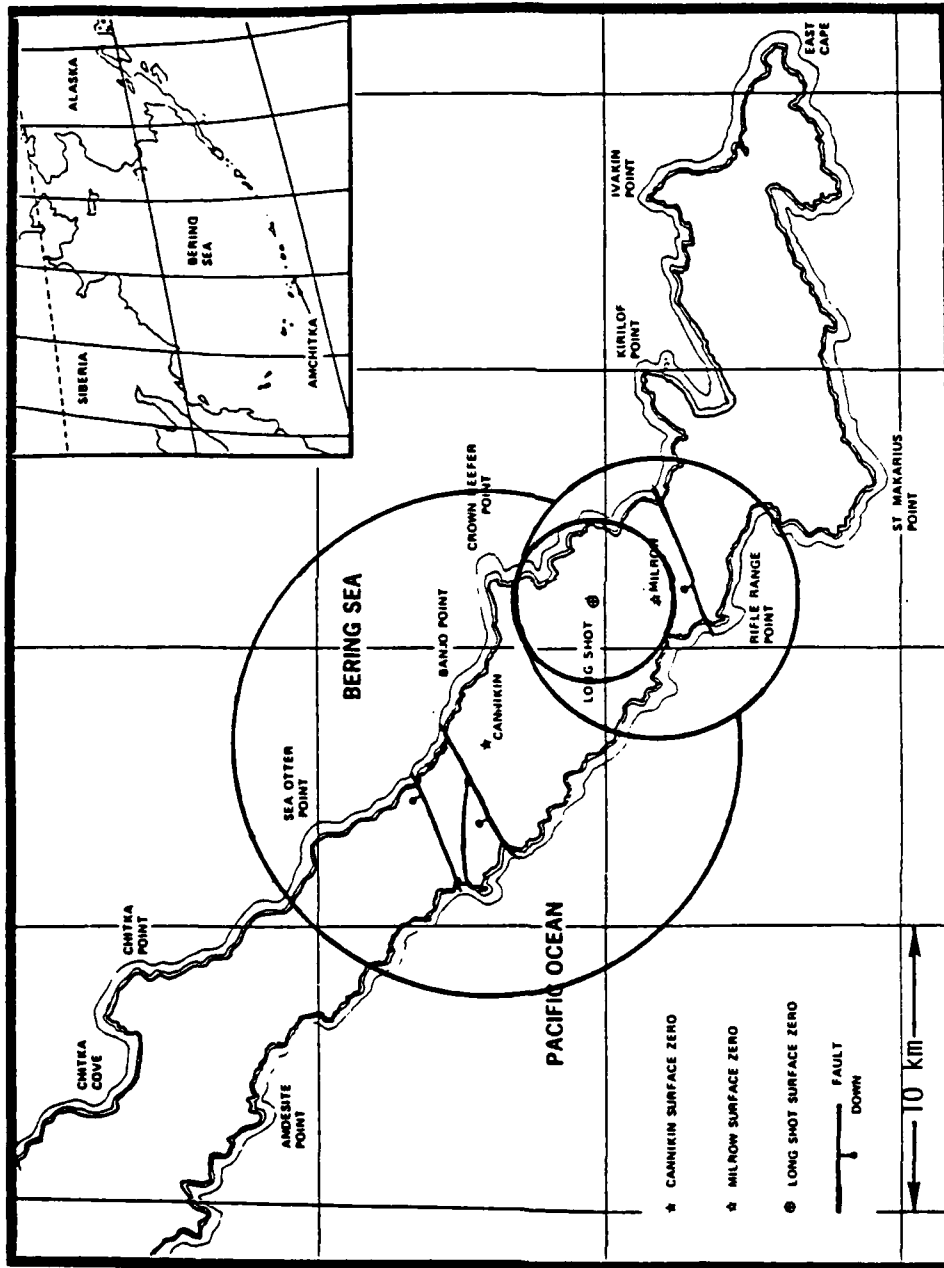 SIBERIA
ALASKA
BERING
SEA
AMCHITKA
CHITKA
COVE
CHITKA
POINT
SEA OTTER
POINT
BERING SEA
BANJO POINT
CROWN REEFER
POINT
ANDESITE
POINT
CANNIKIN
LONG SHOT
MILROW
KIRILOF
POINT
IVAKIN
POINT
EAST
CAPE
PACIFIC OCEAN
RIFLE RANGE
POINT
ST MAKARIUS
POINT
CANNIKIN SURFACE ZERO
MILROW SURFACE ZERO
LONG SHOT SURFACE ZERO
FAULT
DOWN
10 km